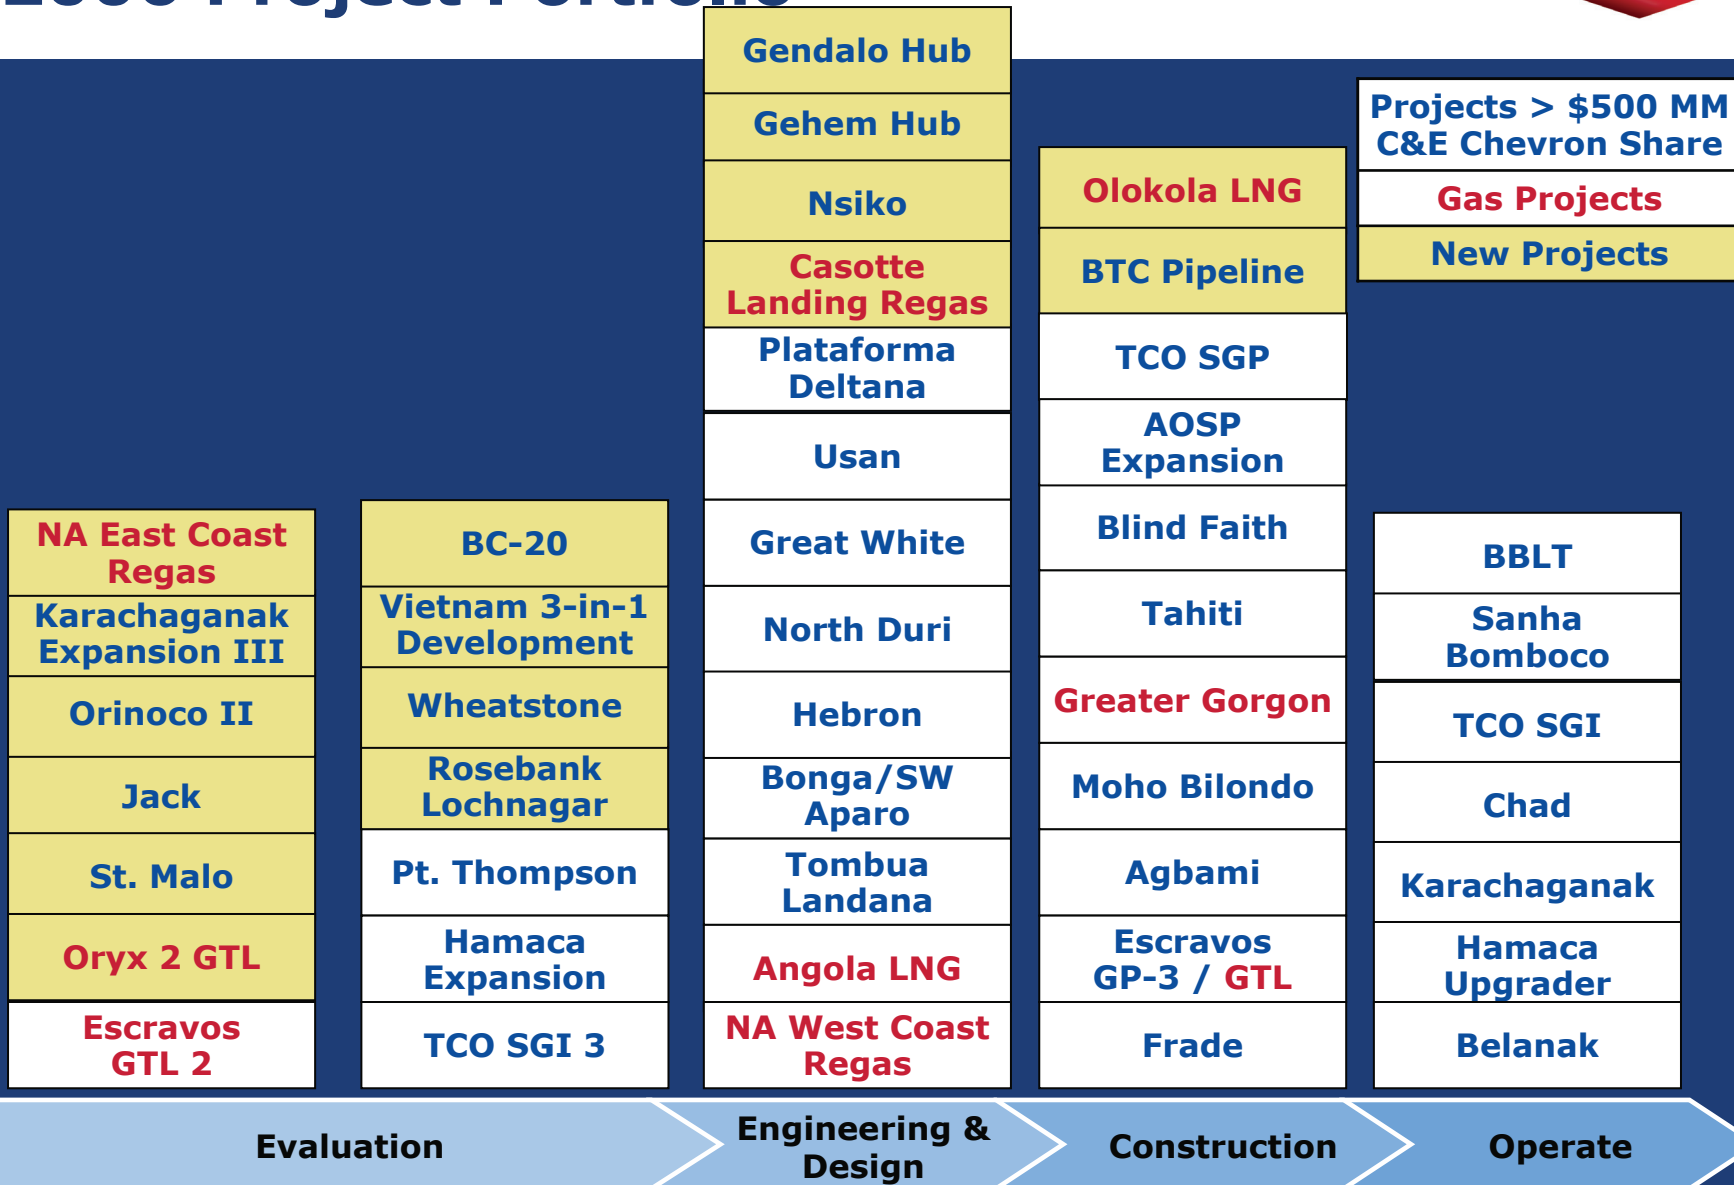 Project Portfolio
Gendalo Hub
Gehem Hub
Nsiko
Casotte
Landing Regas
Plataforma
Deltana
Usan
Great White
North Duri
Hebron
Bonga/SW
Aparo
Tombua
Landana
Angola LNG
NA West Coast
Regas
Projects > $500 MM
C&E Chevron Share
Gas Projects
New Projects
Olokola LNG
BTC Pipeline
TCO SGP
AOSP
Expansion
Blind Faith
Tahiti
Greater Gorgon
Moho Bilondo
Agbami
Escravos
GP-3 / GTL
Frade
NA East Coast
Regas
Karachaganak
Expansion III
Orinoco II
Jack
St. Malo
Oryx 2 GTL
Escravos
GTL 2
BC-20
Vietnam 3-in-1
Development
Wheatstone
Rosebank
Lochnagar
Pt. Thompson
Hamaca
Expansion
TCO SGI 3
BBLT
Sanha
Bomboco
TCO SGI
Chad
Karachaganak
Hamaca
Upgrader
Belanak
Evaluation
Engineering &
Design
Construction
Operate